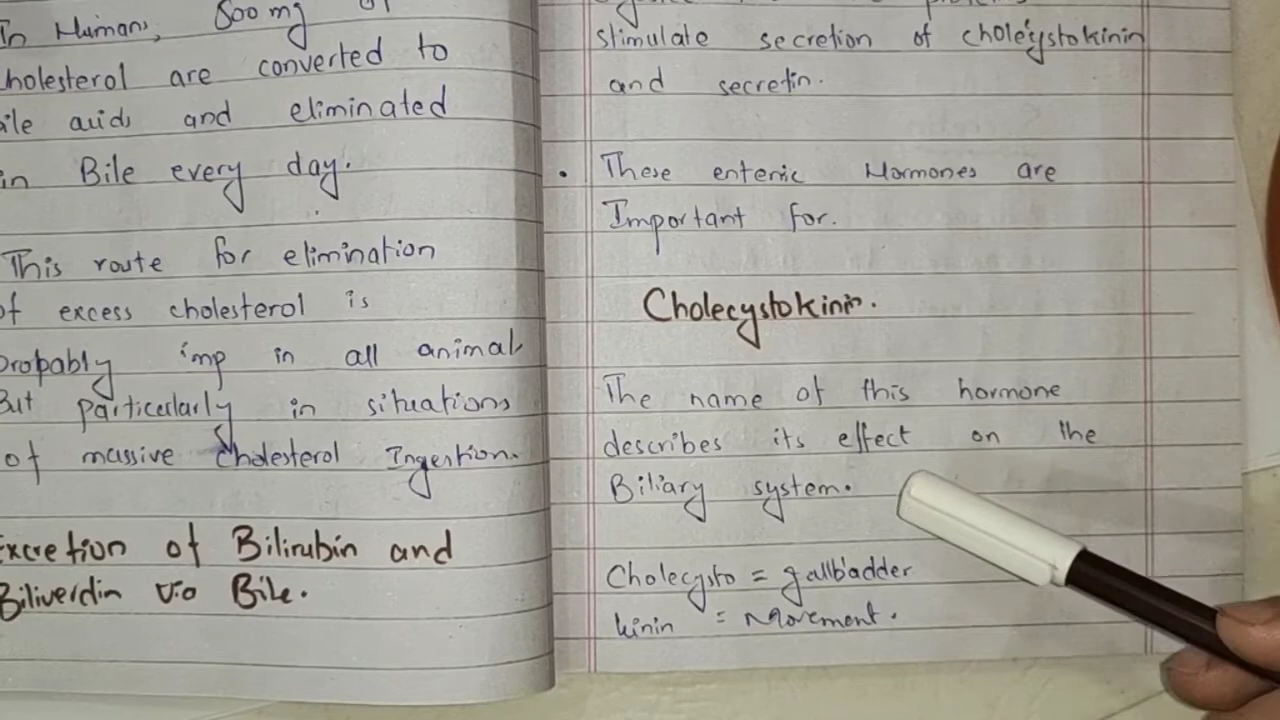 In Humans, 500 mg of
cholesterol are converted to
bile acids and eliminated
in Bile every day.
This route for elimination
of excess cholesterol is
Probably imp in all animals
But particularly in situations
of massive cholesterol Ingestion.
Excretion of Bilirubin and
Biliverdin via Bile.
stimulate secretion of cholecystokinin
and secretin.
• These enteric Hormones are
Important for.
Cholecystokinin.
The name of this hormone
describes its effect on the
Biliary system.
Cholecysto = gallbadder
kinin = Movement.